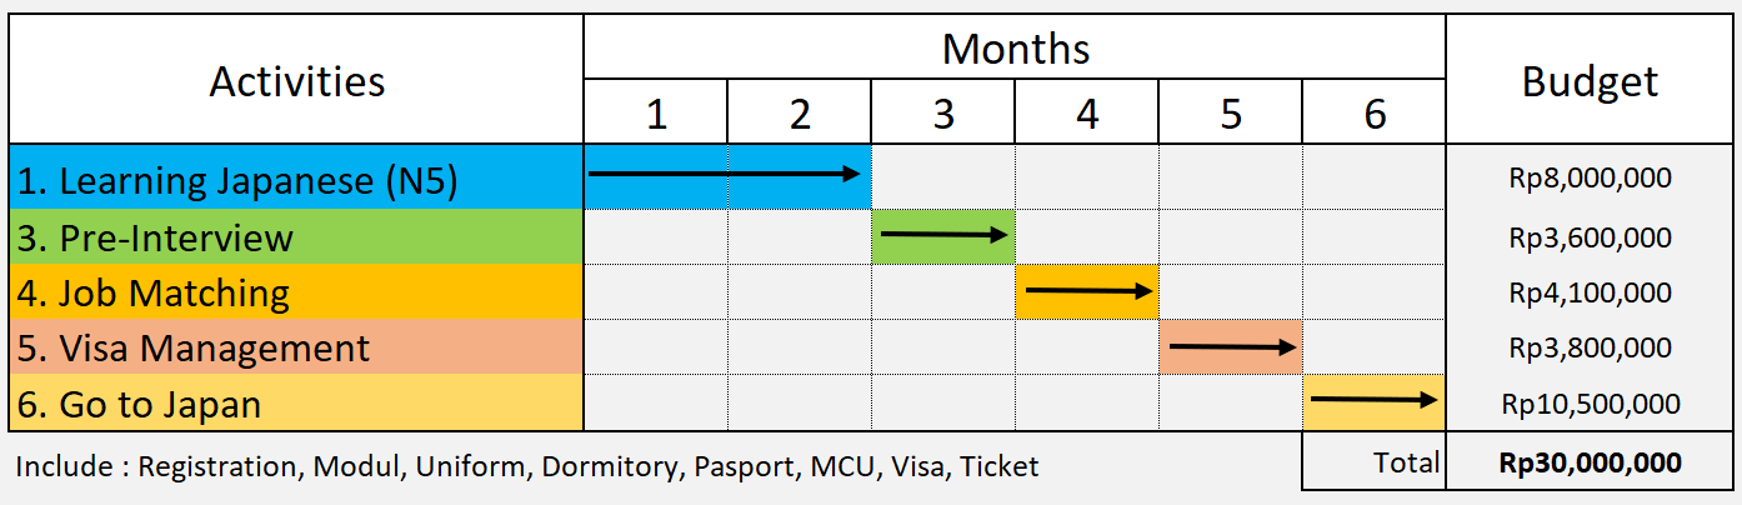 Activities Months Budget
1 2 3 4 5 6
1. Learning Japanese (N5) Rp8,000,000
3. Pre-Interview Rp3,600,000
4. Job Matching Rp4,100,000
5. Visa Management Rp3,800,000
6. Go to Japan Rp10,500,000
Include : Registration, Modul, Uniform, Dormitory, Pasport, MCU, Visa, Ticket Total Rp30,000,000